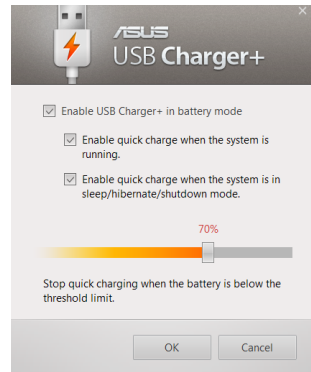 ASUS
USB Charger+
Enable USB Charger+ in battery mode
Enable quick charge when the system is
running.
Enable quick charge when the system is in
sleep/hibernate/shutdown mode.
70%
Stop quick charging when the battery is below the
threshold limit.
OK Cancel